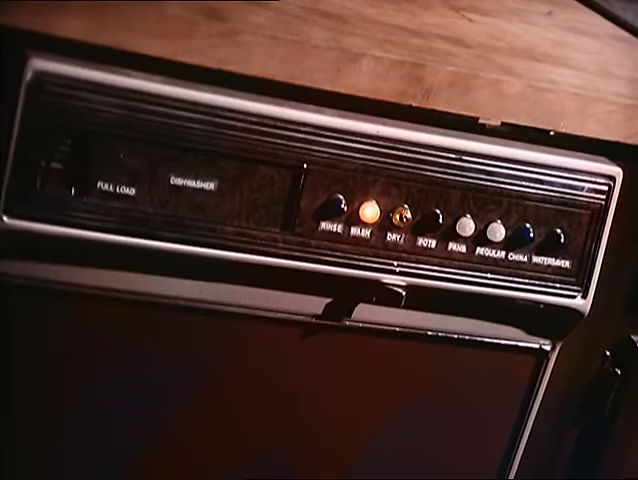 FULL LOAD
DISHWASHER
RINSE
WASH
DRY
POTS
PANS
REGULAR
CHINA
WATERSAVER